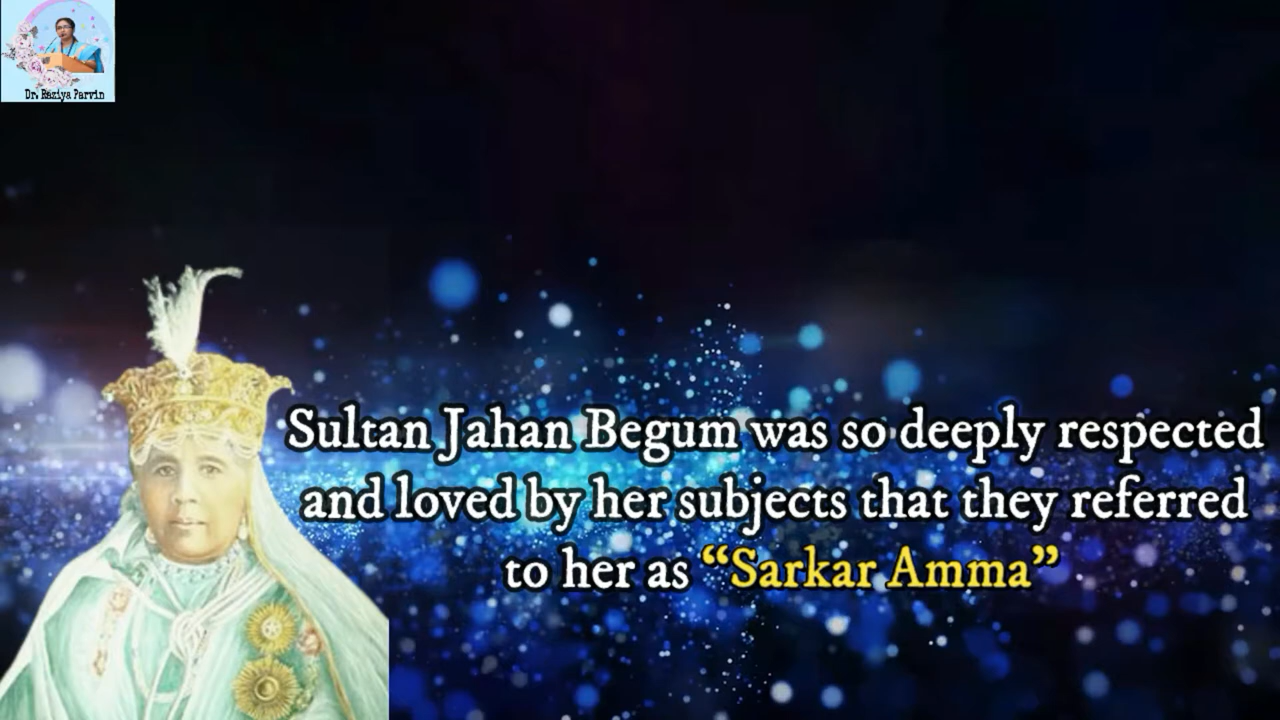 Dr. Raziya Parvin
Sultan Jahan Begum was so deeply respected
and loved by her subjects that they referred
to her as “Sarkar Amma”